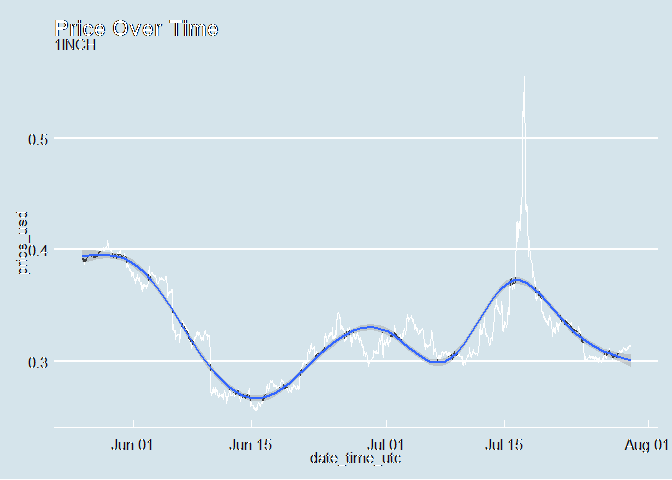 Price Over Time
1INCH
0.5
0.4
0.3
price_usd
Jun 01
Jun 15
Jul 01
Jul 15
Aug 01
date_time_utc